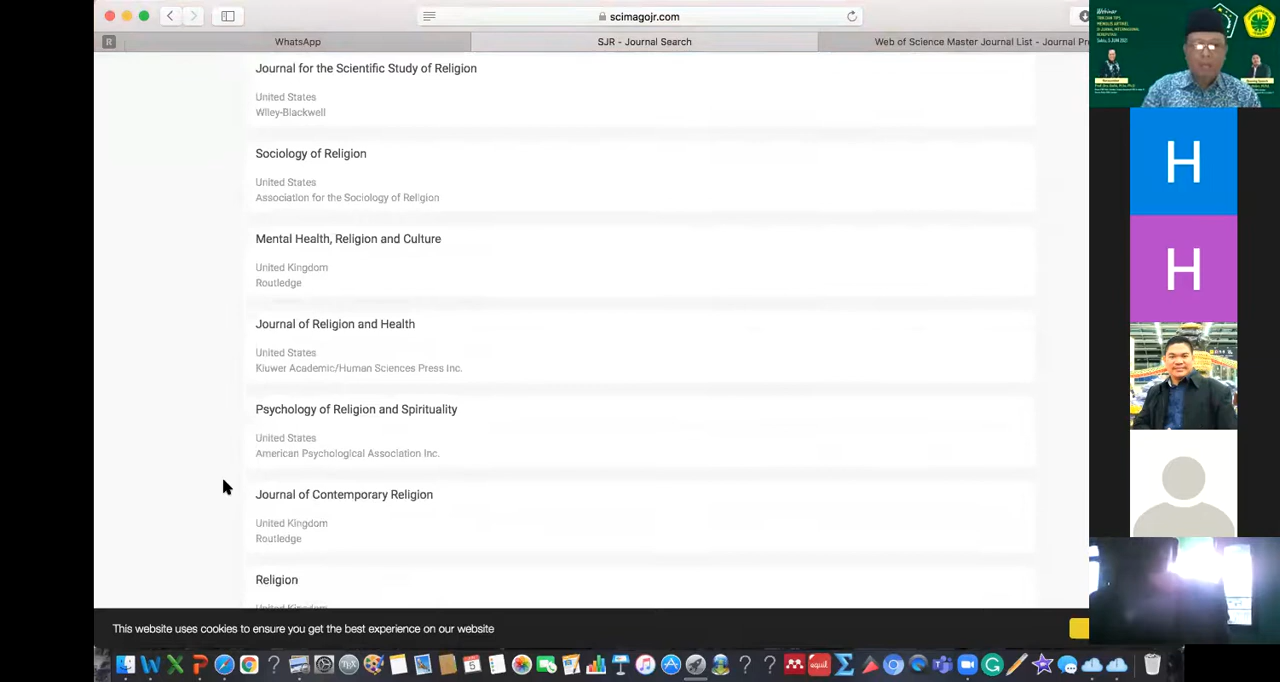 scimagojr.com
WhatsApp
SJR - Journal Search
Web of Science Master Journal List - Journal Pr
R
Journal for the Scientific Study of Religion
United States
Wiley-Blackwell
Sociology of Religion
United States
Association for the Sociology of Religion
Mental Health, Religion and Culture
United Kingdom
Routledge
Journal of Religion and Health
United States
Kluwer Academic/Human Sciences Press Inc.
Psychology of Religion and Spirituality
United States
American Psychological Association Inc.
Journal of Contemporary Religion
United Kingdom
Routledge
Religion
United Kingdom
This website uses cookies to ensure you get the best experience on our website
Webinar
H
H